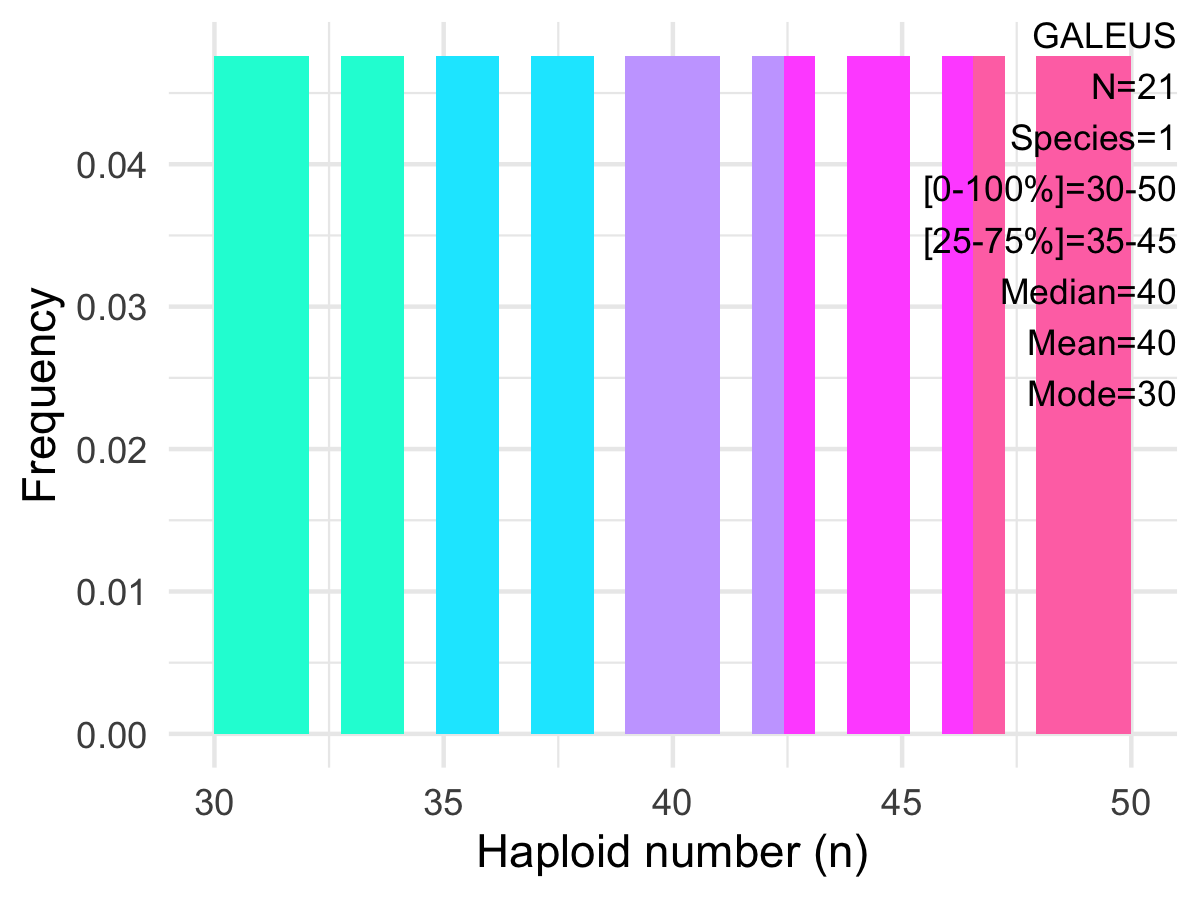 GALEUS
N=21
Species=1
[0-100%]=30-50
[25-75%]=35-45
Median=40
Mean=40
Mode=30
Frequency
0.04
0.03
0.02
0.01
0.00
30 35 40 45 50
Haploid number (n)